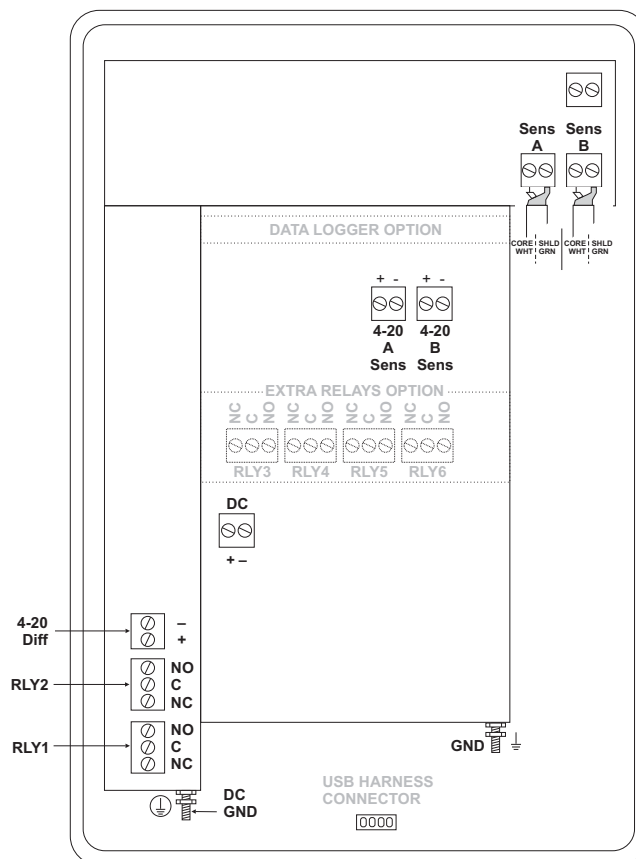 Sens Sens
A B
CORE WHT SHLD GRN CORE WHT SHLD GRN
DATA LOGGER OPTION
+ - + -
4-20 4-20
A B
Sens Sens
EXTRA RELAYS OPTION
NC C NO NC C NO NC C NO NC C NO
RLY3 RLY4 RLY5 RLY6
DC
+ –
4-20
Diff
–
+
RLY2
NO
C
NC
RLY1
NO
C
NC
GND
DC
GND
USB HARNESS
CONNECTOR